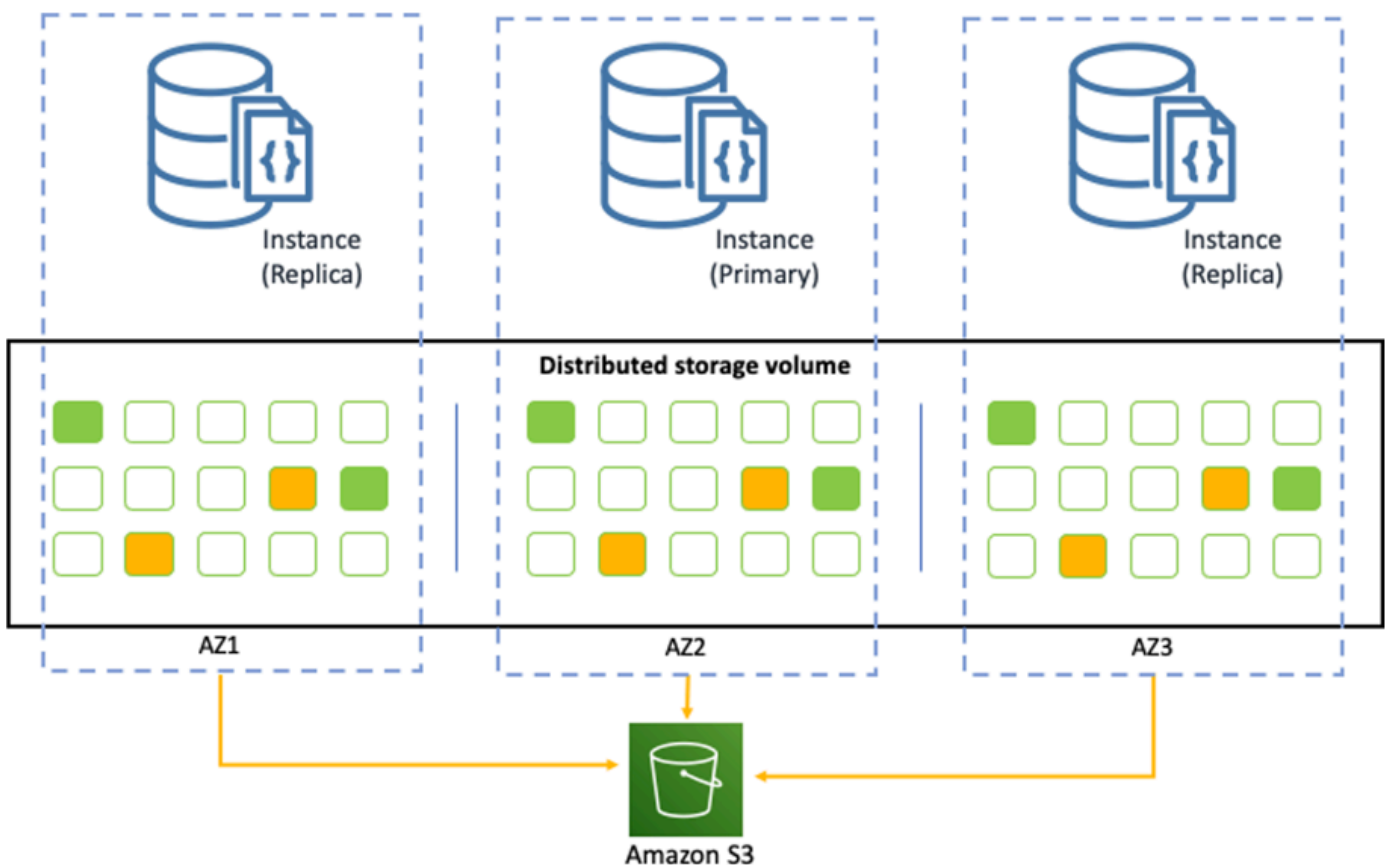 Instance
(Replica)
Instance
(Primary)
Instance
(Replica)
Distributed storage volume
AZ1
AZ2
AZ3
Amazon S3